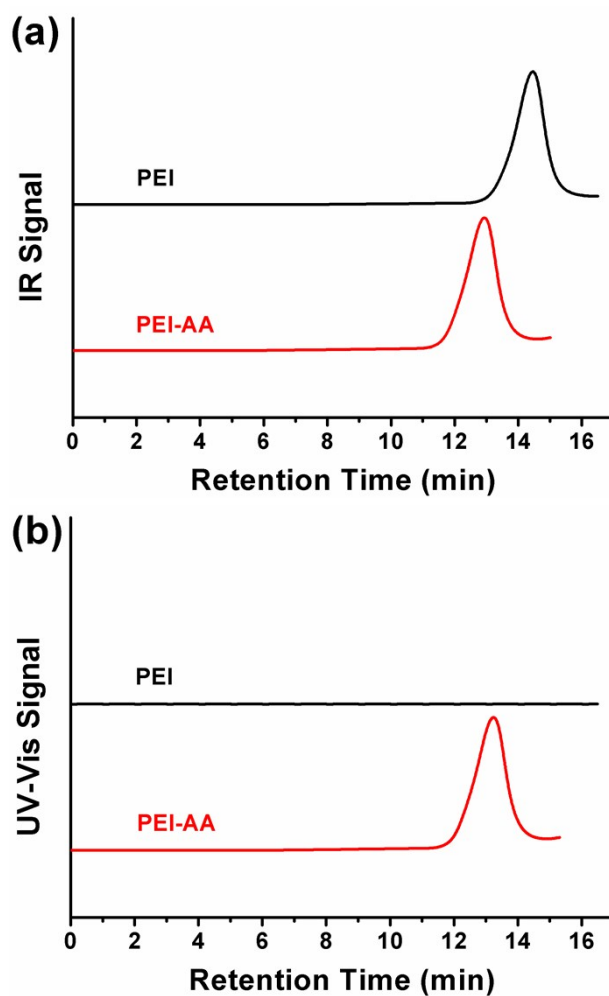 (a)
IR Signal
PEI
PEI-AA
0 2 4 6 8 10 12 14 16
Retention Time (min)
(b)
UV-Vis Signal
PEI
PEI-AA
0 2 4 6 8 10 12 14 16
Retention Time (min)